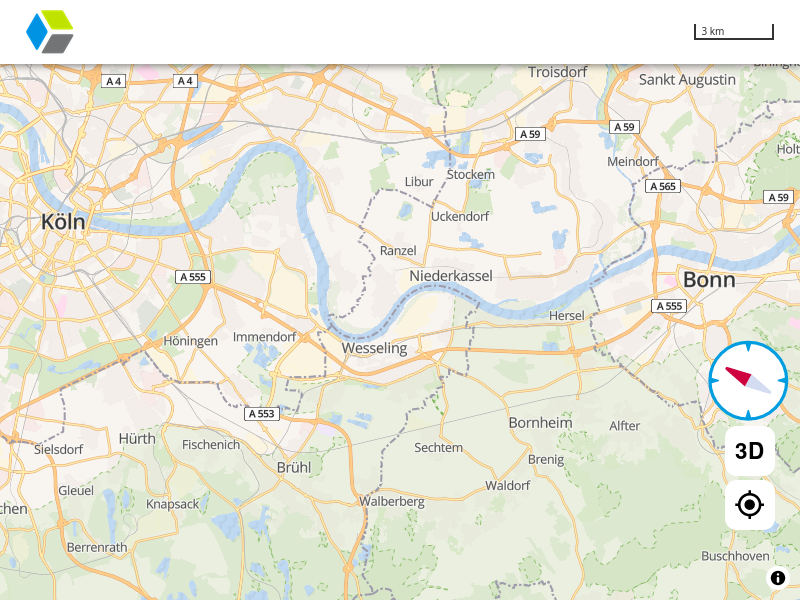 3 km
Troisdorf
Sankt Augustin
A 4
A 4
A 59
A 59
Meindorf
Stockem
Libur
A 565
A 59
Uckendorf
Köln
Ranzel
A 555
Niederkassel
Bonn
A 555
Hersel
Höningen
Immendorf
Wesseling
A 553
Bornheim
Alfter
Hürth
Fischenich
Sechtem
3D
Sielsdorf
Brühl
Brenig
Gleuel
Knapsack
Walberberg
Waldorf
Berrenrath
Buschhoven